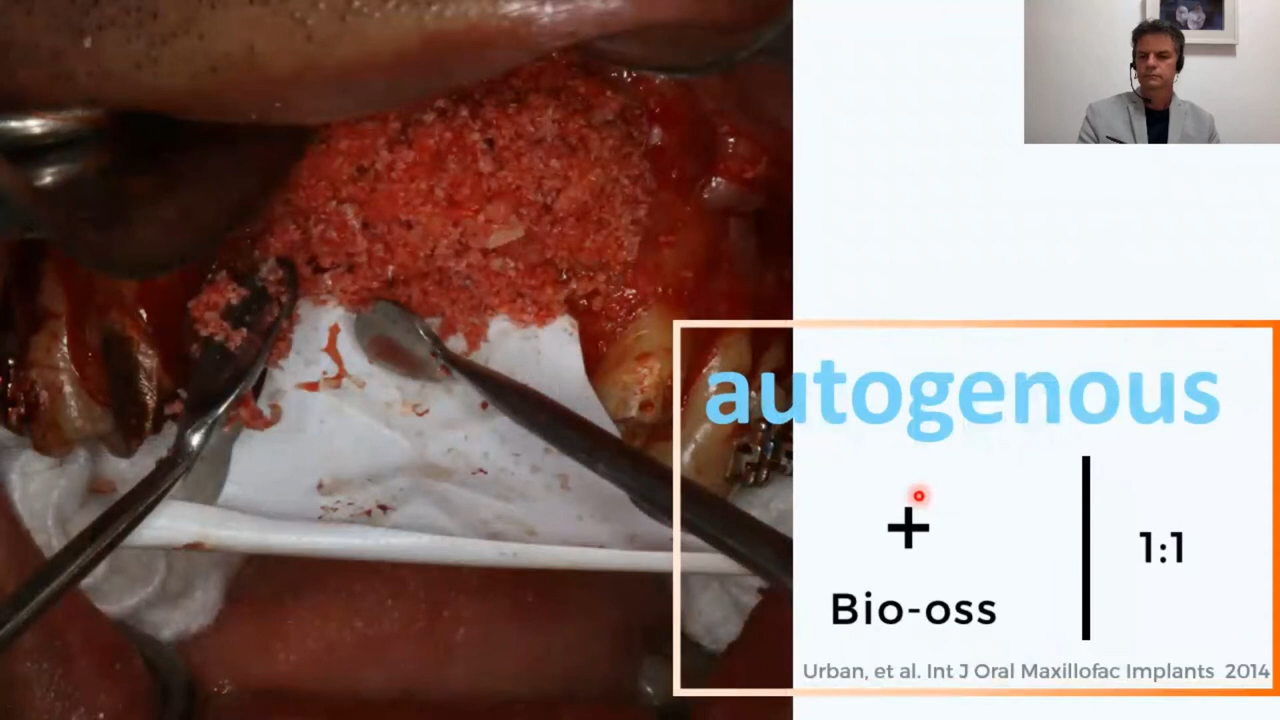 autogenous
+
Bio-oss
1:1
Urban, et al. Int J Oral Maxillofac Implants 2014